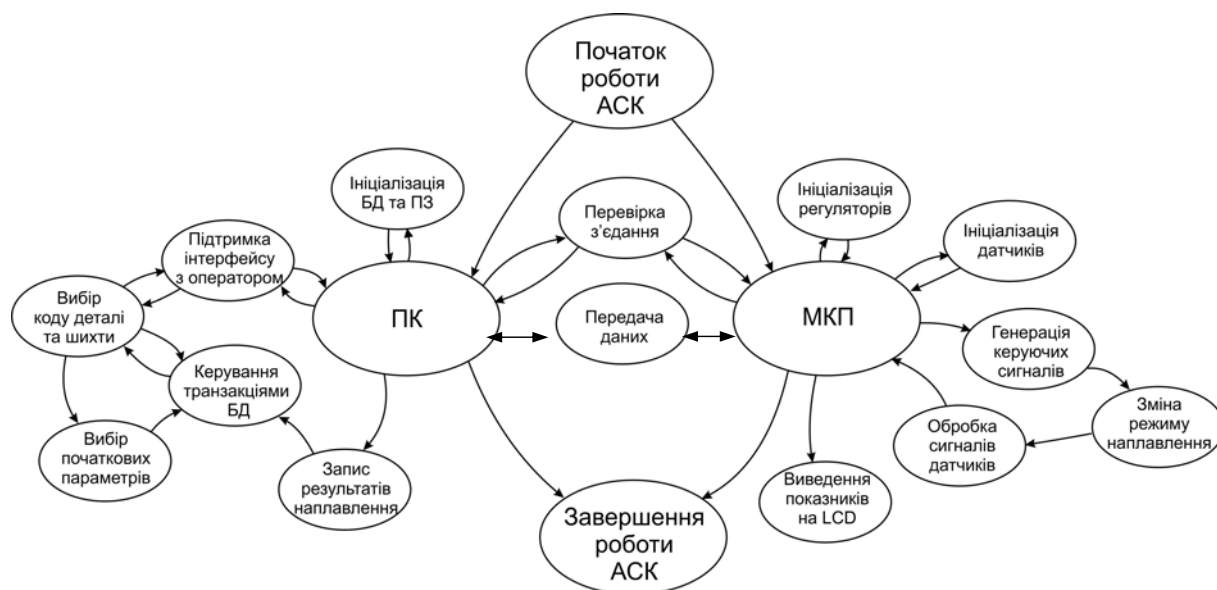 Початок
роботи
АСК
Ініціалізація
БД та ПЗ
Перевірка
з’єдання
Ініціалізація
регуляторів
Ініціалізація
датчиків
Підтримка
інтерфейсу
з оператором
Вибір
коду деталі
та шихти
ПК
Передача
даних
МКП
Генерація
керуючих
сигналів
Керування
транзакціями
БД
Зміна
режиму
наплавлення
Обробка
сигналів
датчиків
Вибір
початкових
параметрів
Запис
результатів
наплавлення
Виведення
показників
на LCD
Завершення
роботи
АСК